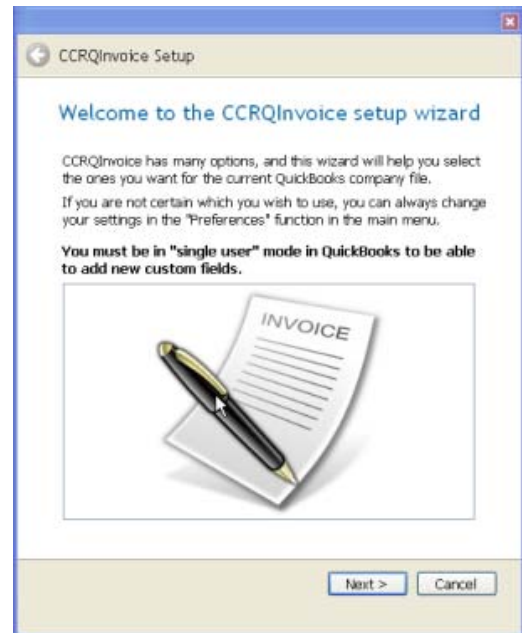 CCRQInvoice Setup
Welcome to the CCRQInvoice setup wizard
CCRQInvoice has many options, and this wizard will help you select
the ones you want for the current QuickBooks company file.
If you are not certain which you wish to use, you can always change
your settings in the "Preferences" function in the main menu.
You must be in "single user" mode in QuickBooks to be able
to add new custom fields.
INVOICE
Next >
Cancel